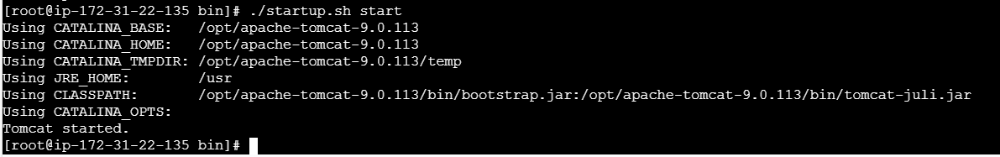 [root@ip-172-31-22-135 bin]# ./startup.sh start
Using CATALINA_BASE:   /opt/apache-tomcat-9.0.113
Using CATALINA_HOME:   /opt/apache-tomcat-9.0.113
Using CATALINA_TMPDIR: /opt/apache-tomcat-9.0.113/temp
Using JRE_HOME:        /usr
Using CLASSPATH:       /opt/apache-tomcat-9.0.113/bin/bootstrap.jar:/opt/apache-tomcat-9.0.113/bin/tomcat-juli.jar
Using CATALINA_OPTS:
Tomcat started.
[root@ip-172-31-22-135 bin]#